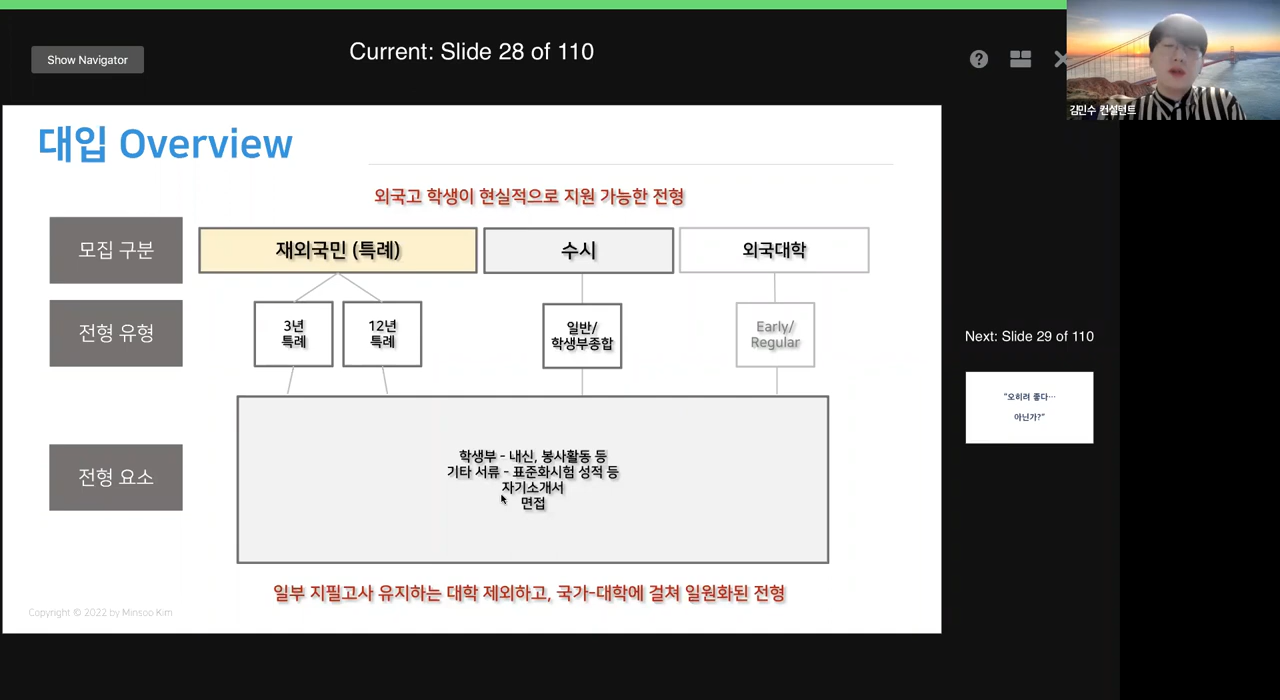 Show Navigator
Current: Slide 28 of 110
김민수 컨설턴트
대입 Overview
외국고 학생이 현실적으로 지원 가능한 전형
모집 구분
재외국민 (특례)
수시
외국대학
전형 유형
3년
특례
12년
특례
일반/
학생부종합
Early/
Regular
전형 요소
학생부 - 내신, 봉사활동 등
기타 서류 - 표준화시험 성적 등
자기소개서
면접
일부 지필고사 유지하는 대학 제외하고, 국가-대학에 걸쳐 일원화된 전형
Copyright © 2022 by Minsoo Kim
Next: Slide 29 of 110
"오히려 좋다…
아닌가?"